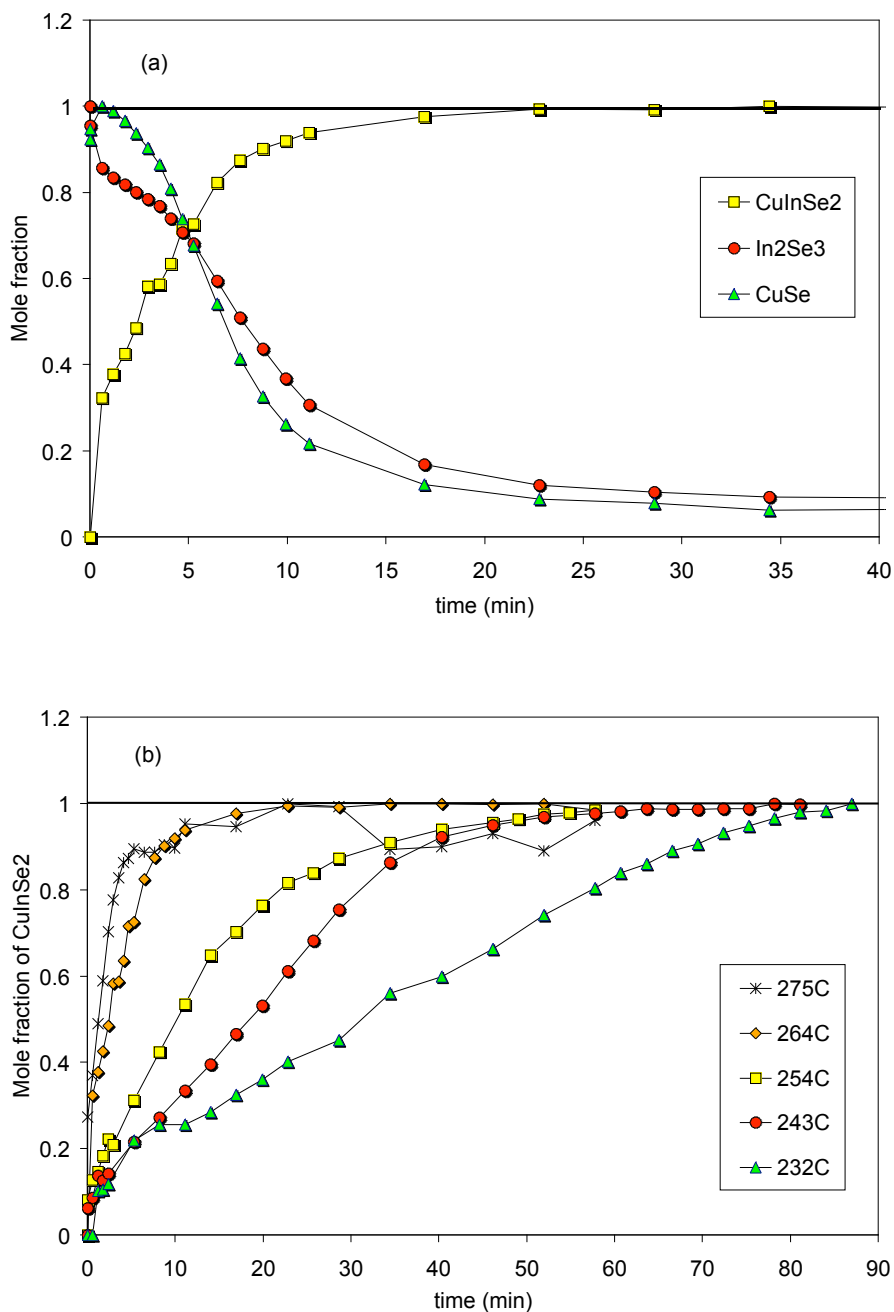 (a)
Mole fraction
1.2
1
0.8
0.6
0.4
0.2
0
0 5 10 15 20 25 30 35 40
time (min)
CuInSe2
In2Se3
CuSe
(b)
Mole fraction of CuInSe2
1.2
1
0.8
0.6
0.4
0.2
0
0 10 20 30 40 50 60 70 80 90
time (min)
275C
264C
254C
243C
232C